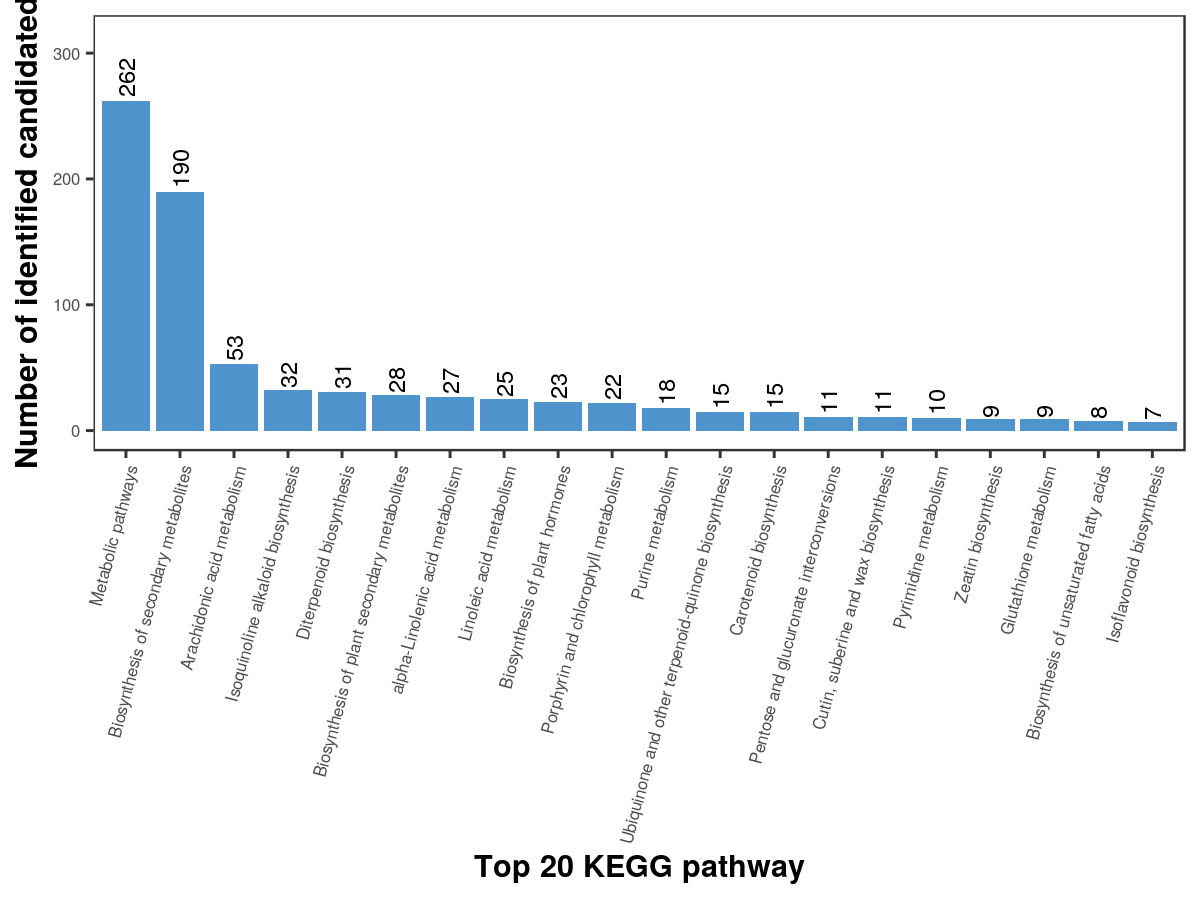 Number of identified candidated
300
200
100
0
262
190
53
32
31
28
27
25
23
22
18
15
15
11
11
10
9
9
8
7
Metabolic pathways
Biosynthesis of secondary metabolites
Arachidonic acid metabolism
Isoquinoline alkaloid biosynthesis
Diterpenoid biosynthesis
Biosynthesis of plant secondary metabolites
alpha-Linolenic acid metabolism
Linoleic acid metabolism
Biosynthesis of plant hormones
Porphyrin and chlorophyll metabolism
Purine metabolism
Ubiquinone and other terpenoid-quinone biosynthesis
Carotenoid biosynthesis
Pentose and glucuronate interconversions
Cutin, suberine and wax biosynthesis
Pyrimidine metabolism
Zeatin biosynthesis
Glutathione metabolism
Biosynthesis of unsaturated fatty acids
Isoflavonoid biosynthesis
Top 20 KEGG pathway